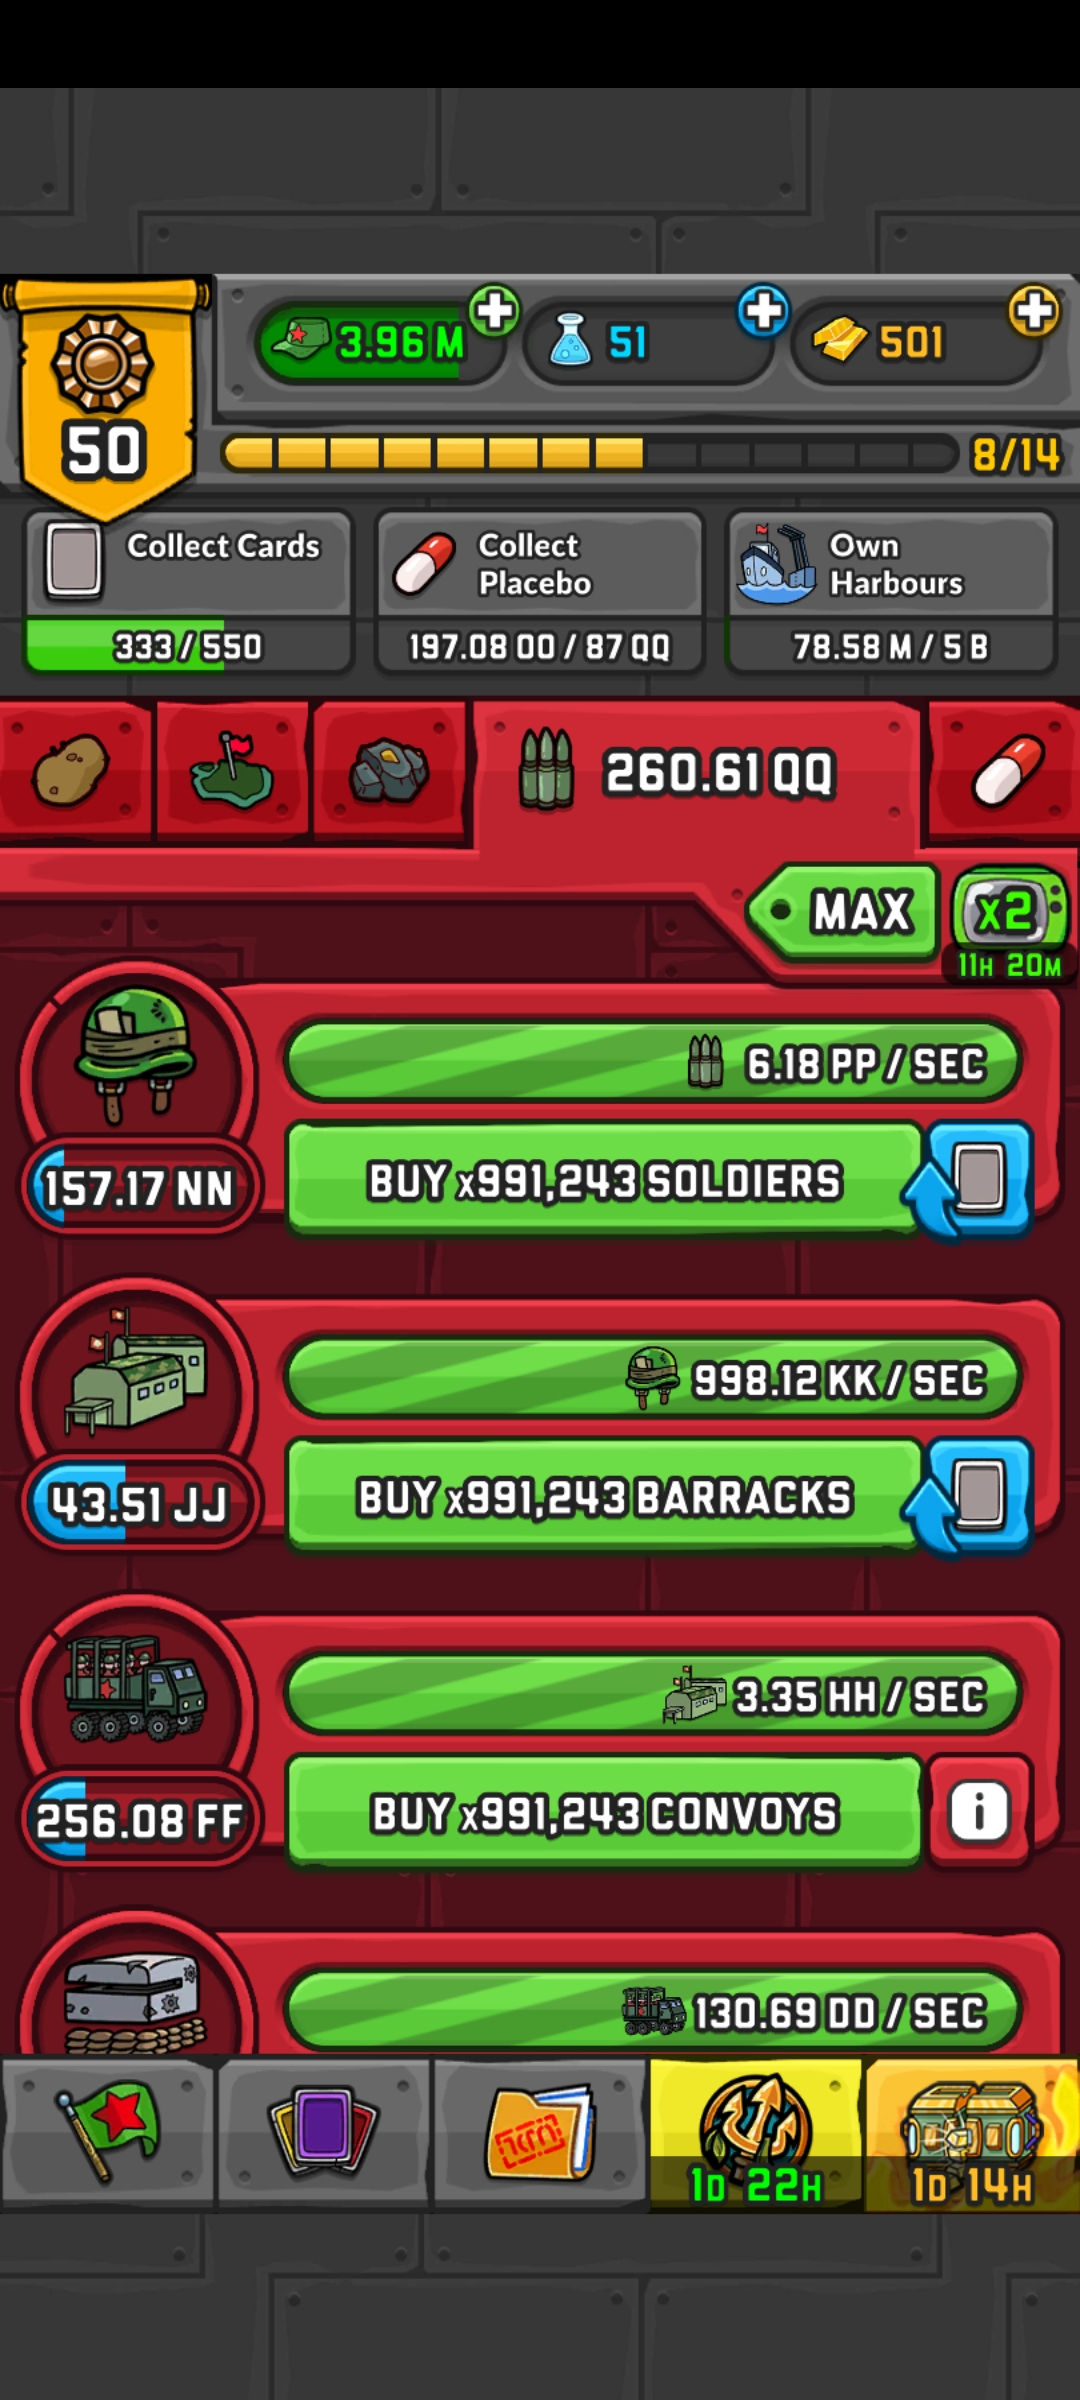 3.96 M
51
501
50
8/14
Collect Cards
333 / 550
Collect
Placebo
197.08 OO / 87 QQ
Own
Harbours
78.58 M / 5 B
260.61 QQ
MAX
x2
11H 20M
6.18 PP / SEC
157.17 NN
BUY x991,243 SOLDIERS
998.12 KK / SEC
43.51 JJ
BUY x991,243 BARRACKS
3.35 HH / SEC
256.08 FF
BUY x991,243 CONVOYS
i
130.69 DD / SEC
1D 22H
1D 14H